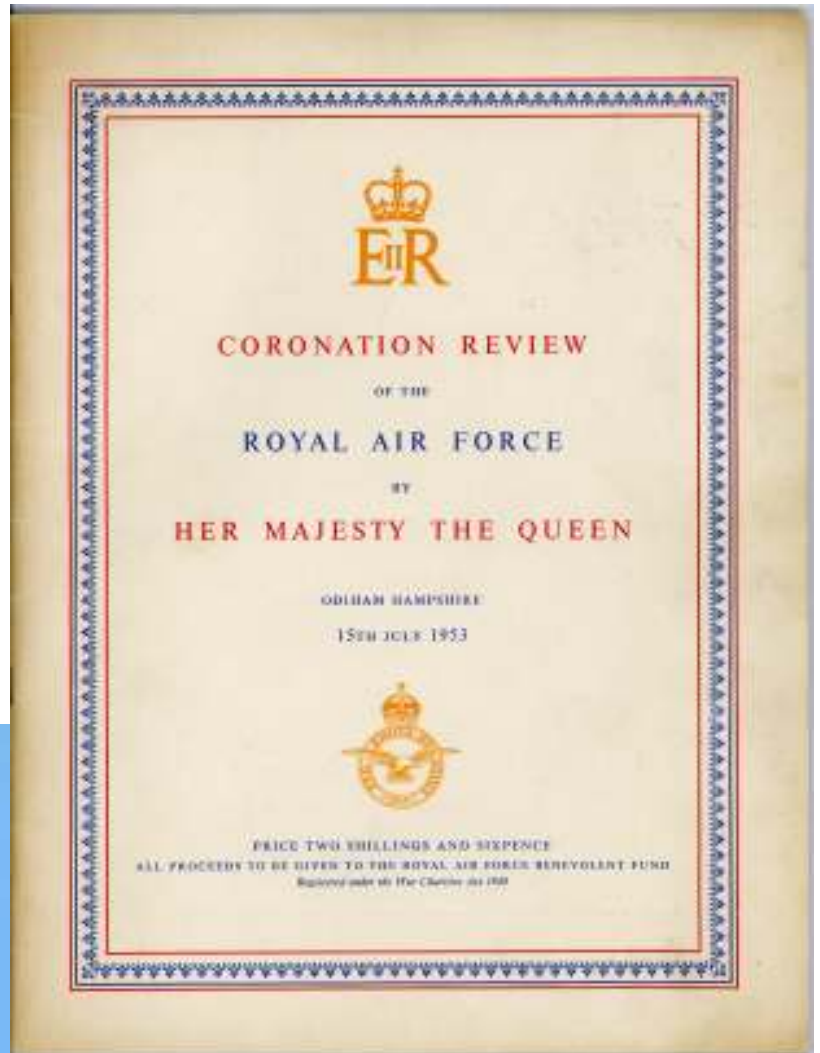 EIIR
CORONATION REVIEW
OF THE
ROYAL AIR FORCE
BY
HER MAJESTY THE QUEEN
ODIHAM HAMPSHIRE
15TH JULY 1953
PRICE TWO SHILLINGS AND SIXPENCE
ALL PROCEEDS TO BE GIVEN TO THE ROYAL AIR FORCE BENEVOLENT FUND
Registered under the War Charities Act 1940